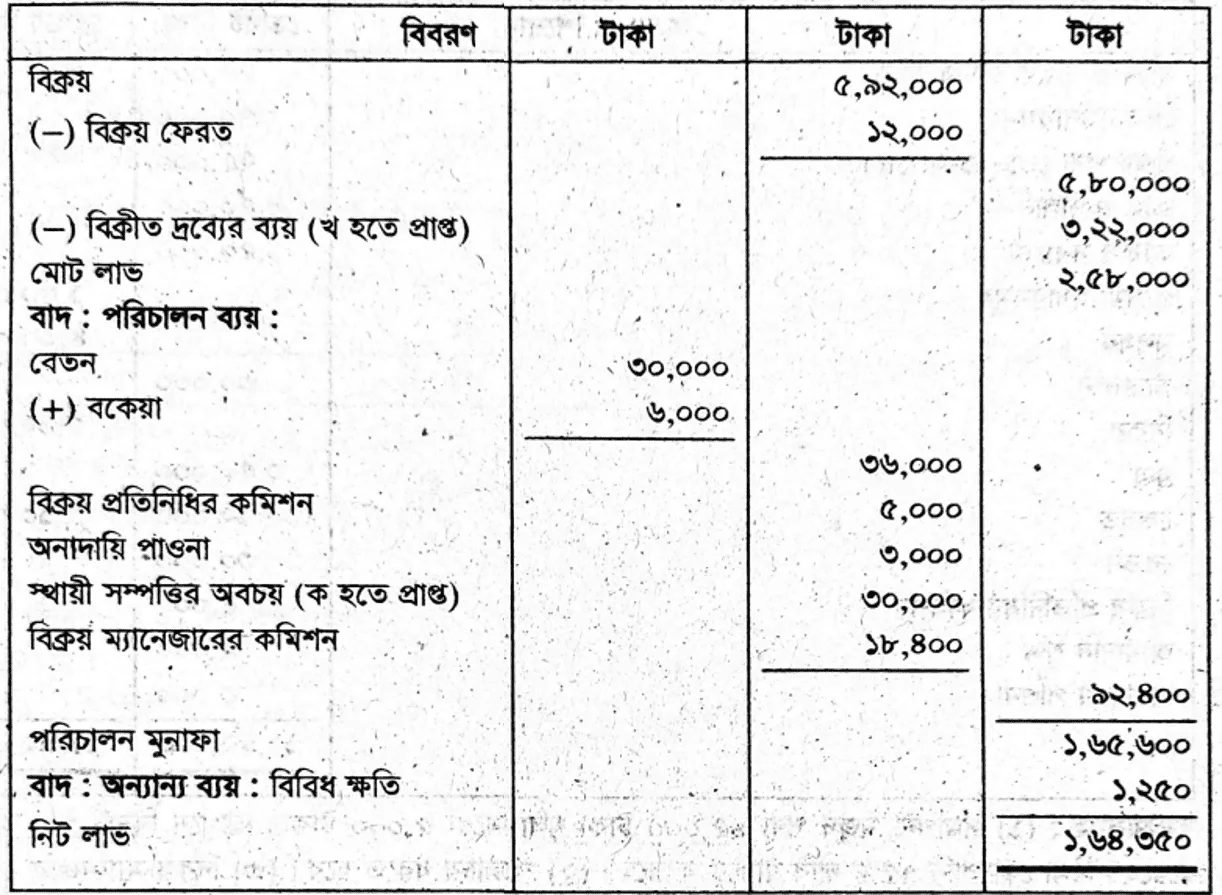 বিবরণ টাকা টাকা টাকা
বিক্রয় ৫,৯২,০০০
(–) বিক্রয় ফেরত ১২,০০০
৫,৮০,০০০
(–) বিক্রীত দ্রব্যের ব্যয় (খ হতে প্রাপ্ত) ৩,২২,০০০
মোট লাভ ২,৫৮,০০০
বাদ : পরিচালন ব্যয় :
বেতন ৩০,০০০
(+) বকেয়া ৬,০০০
৩৬,০০০
বিক্রয় প্রতিনিধির কমিশন ৫,০০০
অনাদায়ি পাওনা ৩,০০০
স্থায়ী সম্পত্তির অবচয় (ক হতে প্রাপ্ত) ৩০,০০০
বিক্রয় ম্যানেজারের কমিশন ১৮,৪০০
৯২,৪০০
পরিচালন মুনাফা ১,৬৫,৬০০
বাদ : অন্যান্য ব্যয় : বিবিধ ক্ষতি ১,২৫০
নিট লাভ ১,৬৪,৩৫০